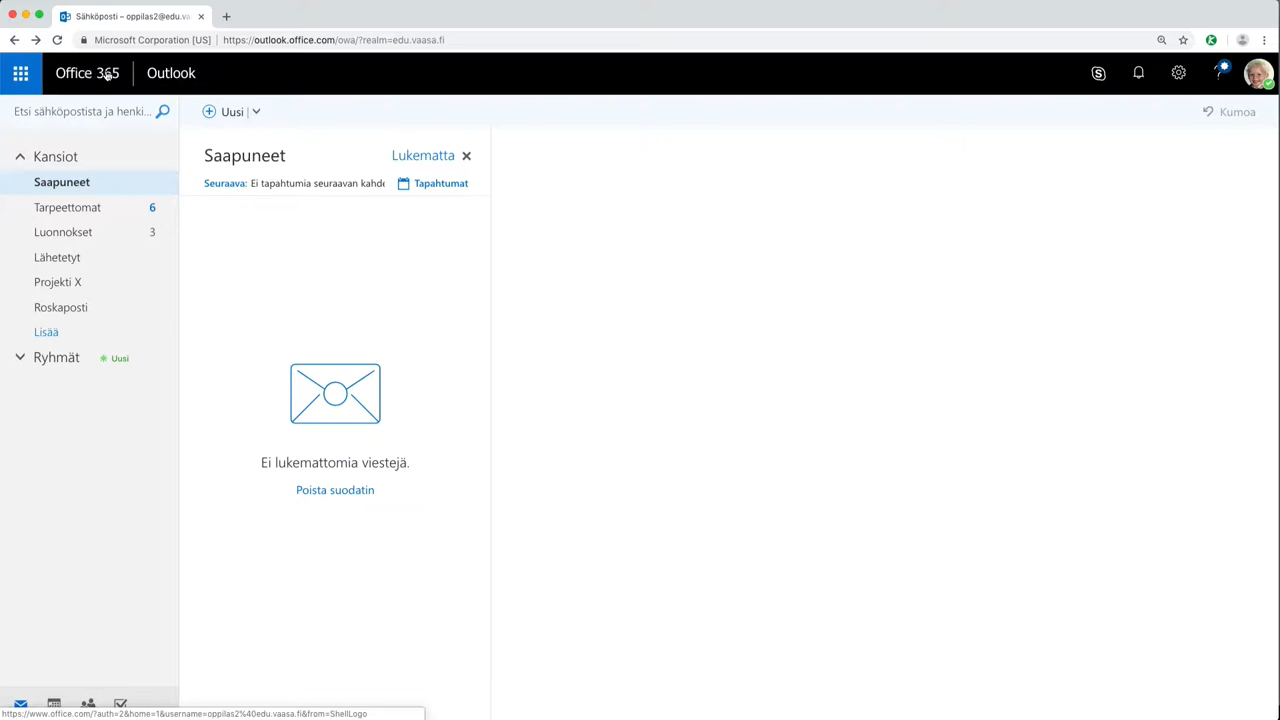 Sähköposti – oppilas2@edu.va
Microsoft Corporation [US] https://outlook.office.com/owa/?realm=edu.vaasa.fi
Office 365 Outlook
Etsi sähköpostista ja henki...
Uusi
Kumoa
Kansiot
Saapuneet
Tarpeettomat 6
Luonnokset 3
Lähetetyt
Projekti X
Roskaposti
Lisää
Ryhmät Uusi
Saapuneet Lukematta
Seuraava: Ei tapahtumia seuraavan kahde Tapahtumat
Ei lukemattomia viestejä.
Poista suodatin
https://www.office.com/?auth=2&home=1&username=oppilas2%40edu.vaasa.fi&from=ShellLogo